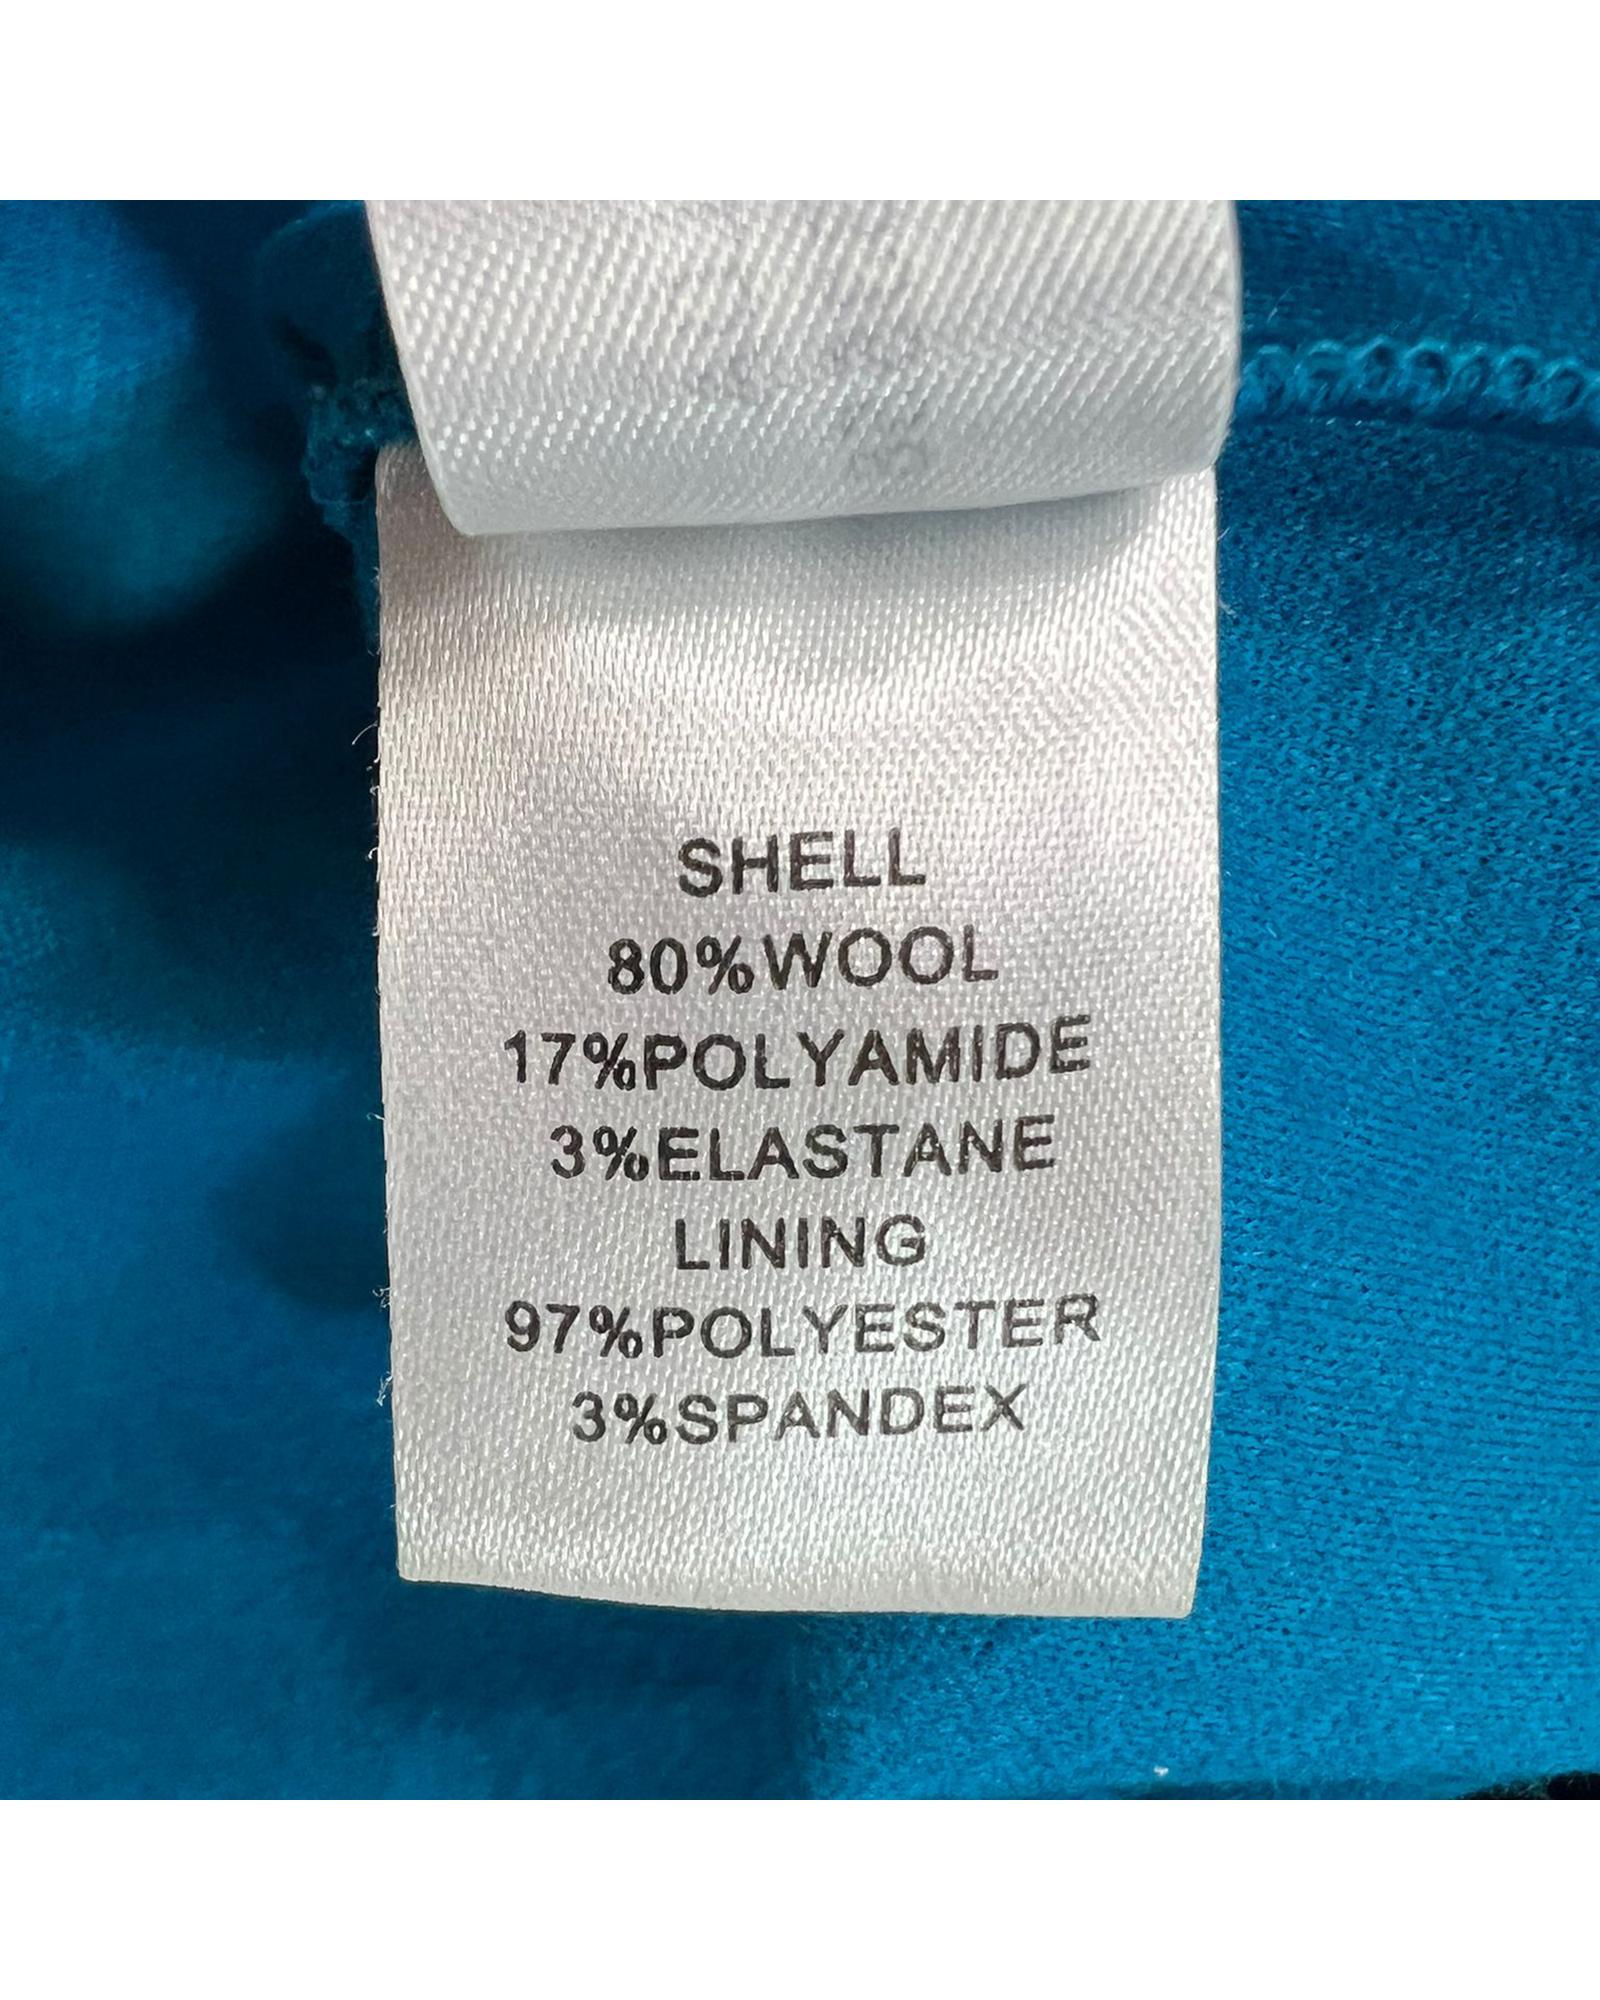 SHELL
80%WOOL
17%POLYAMIDE
3%ELASTANE
LINING
97%POLYESTER
3%SPANDEX